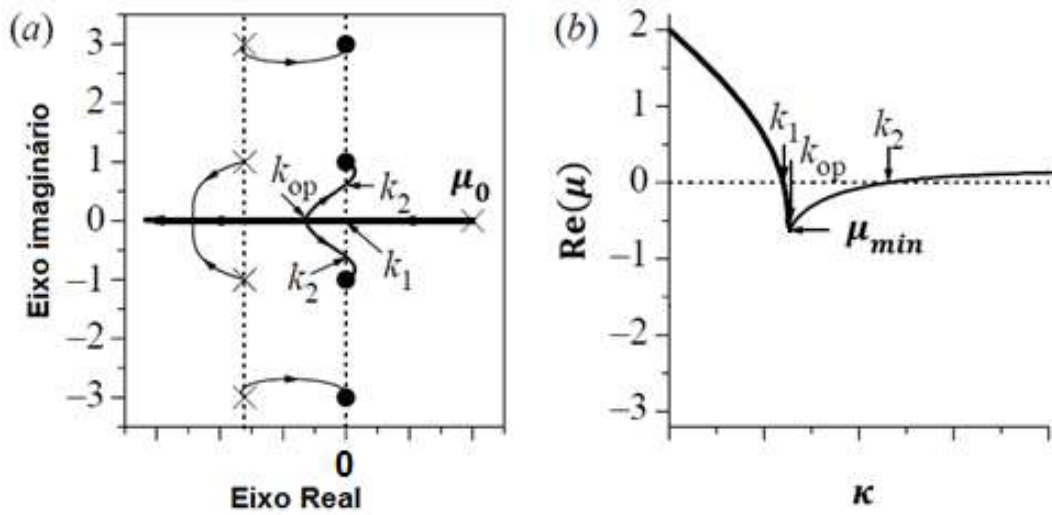 (a)
3
2
1
0
−1
−2
−3
Eixo imaginário
k_op
k_2
μ_0
k_2
k_1
0
Eixo Real
(b)
2
1
0
−1
−2
−3
Re(μ)
k_1
k_op
k_2
μ_min
κ